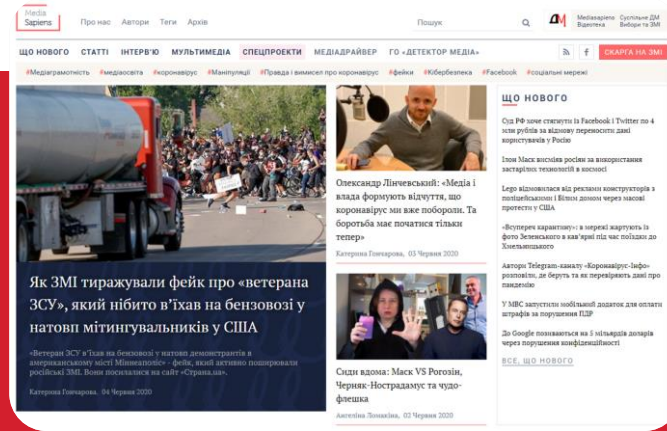 Media
Sapiens
Про нас
Автори
Теги
Архів
Пошук
Медіасапієнс
Суспільне ДМ
Відеотека
Вибори та ЗМІ
ЩО НОВОГО
СТАТТІ
ІНТЕРВ'Ю
МУЛЬТИМЕДІА
СПЕЦПРОЕКТИ
МЕДІАДРАЙВЕР
ГО «ДЕТЕКТОР МЕДІА»
СКАРГА НА ЗМІ
#Медіаграмотність
#медіаосвіта
#коронавірус
#Маніпуляції
#Правда і вимисел про коронавірус
#фейки
#Кібербезпека
#Facebook
#соціальні мережі
Як ЗМІ тиражували фейк про «ветерана
ЗСУ», який нібито в'їхав на бензовозі у
натовп мітингувальників у США
«Ветеран ЗСУ в'їхав на бензовозі у натовп демонстрантів в
американському місті Міннеаполіс» - фейк, який активно поширювали
російські ЗМІ. Вони посилалися на сайт «Страна.ua».
Катерина Гончарова, 04 Червня 2020
Олександр Лінчевський: «Медіа і
влада формують відчуття, що
коронавірус ми вже побороли. Та
боротьба має початися тільки
тепер»
Катерина Гончарова, 03 Червня 2020
Сиди вдома: Маск VS Рогозін,
Черняк-Нострадамус та чудо-
флешка
Ангеліна Ломакіна, 02 Червня 2020
ЩО НОВОГО
Суд РФ хоче стягнути із Facebook і Twitter по 4
млн рублів за відмову переносити дані
користувачів у Росію
Ілон Маск висміяв росіян за використання
застарілих технологій в космосі
Lego відмовилася від реклами конструкторів з
поліцейськими і Білим домом через масові
протести у США
«Всупереч карантину»: в мережі жартують із
фото Зеленського в кав'ярні під час поїздки до
Хмельницького
Автори Telegram-каналу «Коронавірус-Інфо»
розповіли, де беруть та як перевіряють дані про
пандемію
У МВС запустили мобільний додаток для оплати
штрафів за порушення ПДР
До Google позиваються на 5 мільярдів доларів
через порушення конфіденційності
ВСЕ, ЩО НОВОГО